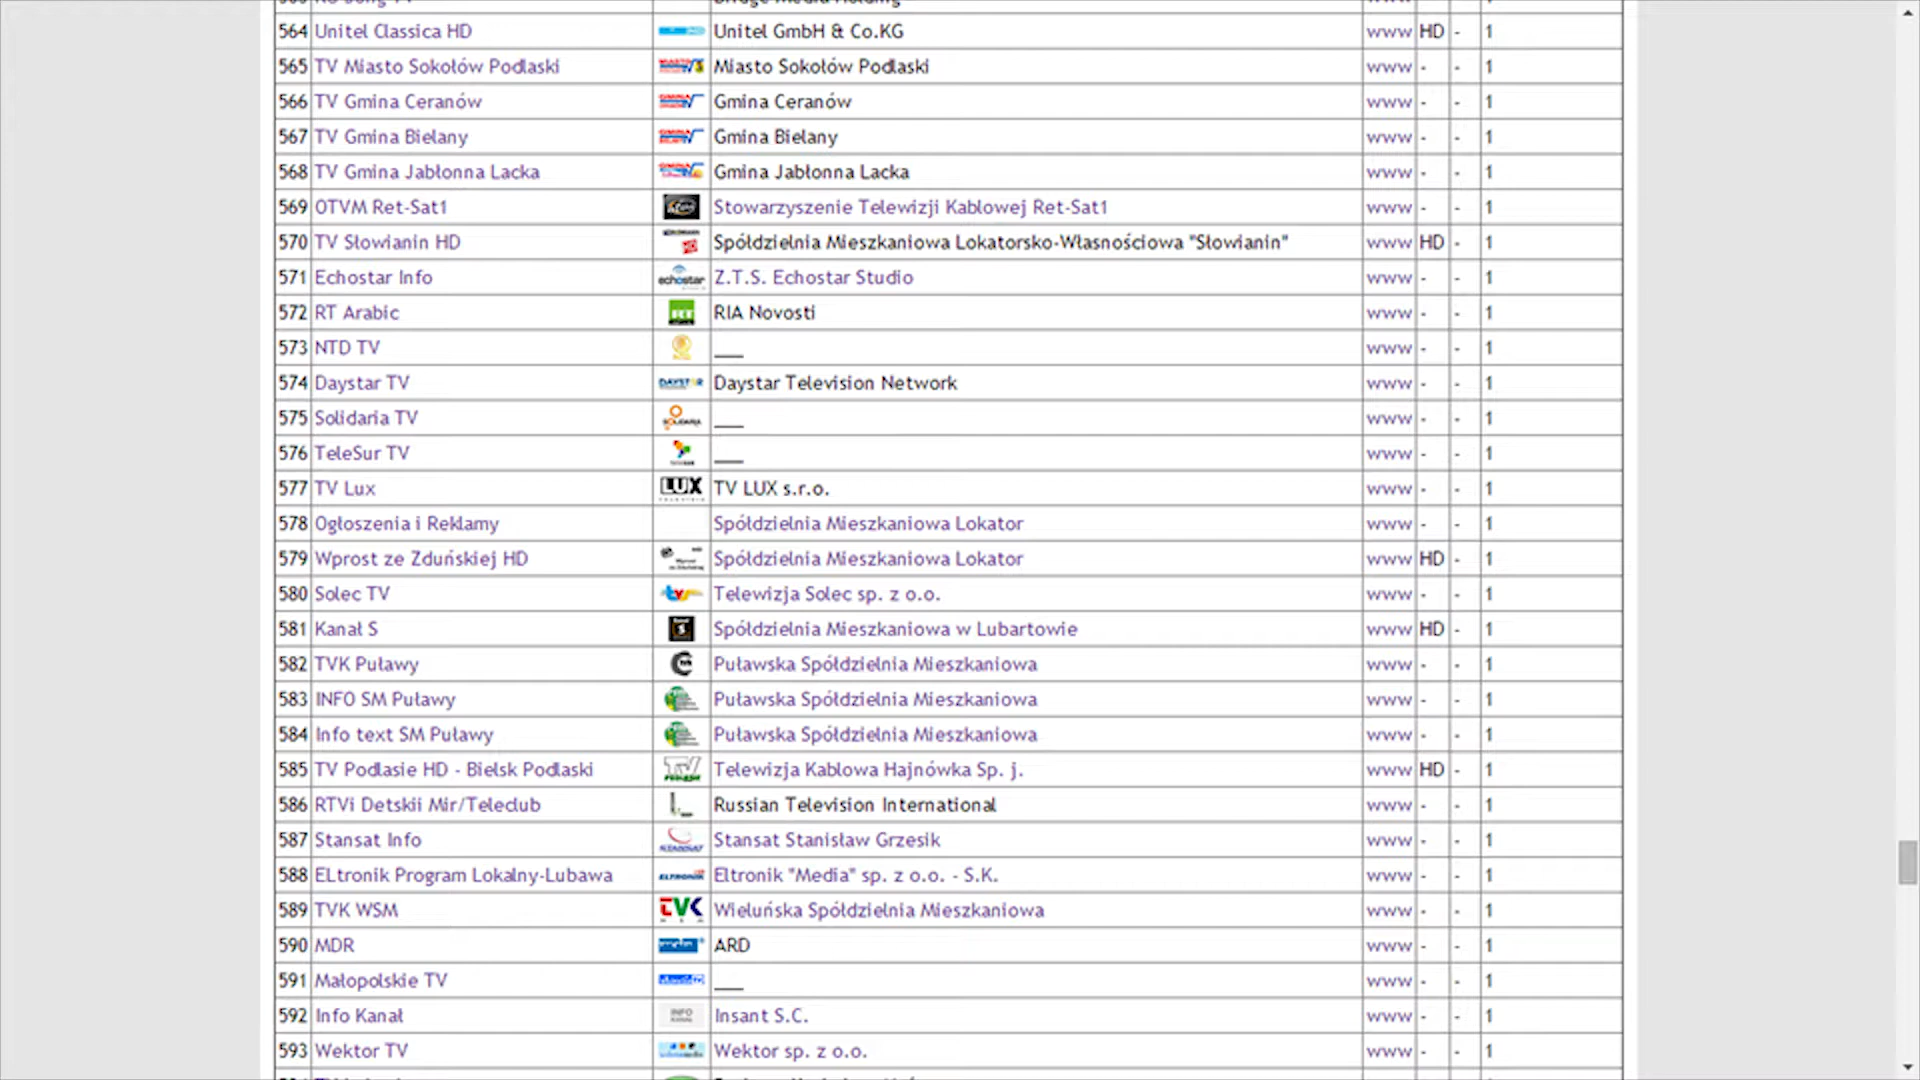 564 Unitel Classica HD Unitel GmbH & Co.KG www HD - 1
565 TV Miasto Sokołów Podlaski Miasto Sokołów Podlaski www - - 1
566 TV Gmina Ceranów Gmina Ceranów www - - 1
567 TV Gmina Bielany Gmina Bielany www - - 1
568 TV Gmina Jabłonna Lacka Gmina Jabłonna Lacka www - - 1
569 OTVM Ret-Sat1 Stowarzyszenie Telewizji Kablowej Ret-Sat1 www - - 1
570 TV Słowianin HD Spółdzielnia Mieszkaniowa Lokatorsko-Własnościowa "Słowianin" www HD - 1
571 Echostar Info echostar Z.T.S. Echostar Studio www - - 1
572 RT Arabic RT RIA Novosti www - - 1
573 NTD TV ___ www - - 1
574 Daystar TV DAYSTAR Daystar Television Network www - - 1
575 Solidaria TV SOLIDARIA ___ www - - 1
576 TeleSur TV ___ www - - 1
577 TV Lux LUX TV LUX s.r.o. www - - 1
578 Ogłoszenia i Reklamy Spółdzielnia Mieszkaniowa Lokator www - - 1
579 Wprost ze Zduńskiej HD Spółdzielnia Mieszkaniowa Lokator www HD - 1
580 Solec TV Telewizja Solec sp. z o.o. www - - 1
581 Kanał S Spółdzielnia Mieszkaniowa w Lubartowie www HD - 1
582 TVK Puławy Puławska Spółdzielnia Mieszkaniowa www - - 1
583 INFO SM Puławy Puławska Spółdzielnia Mieszkaniowa www - - 1
584 Info text SM Puławy Puławska Spółdzielnia Mieszkaniowa www - - 1
585 TV Podlasie HD - Bielsk Podlaski TV Telewizja Kablowa Hajnówka Sp. j. www HD - 1
586 RTVi Detskii Mir/Teleclub Russian Television International www - - 1
587 Stansat Info STANSAT Stansat Stanisław Grzesik www - - 1
588 ELtronik Program Lokalny-Lubawa ELTRONIK Eltronik "Media" sp. z o.o. - S.K. www - - 1
589 TVK WSM TVK Wieluńska Spółdzielnia Mieszkaniowa www - - 1
590 MDR mdr ARD www - - 1
591 Małopolskie TV ___ www - - 1
592 Info Kanał INFO KANAŁ Insant S.C. www - - 1
593 Wektor TV Wektor sp. z o.o. www - - 1